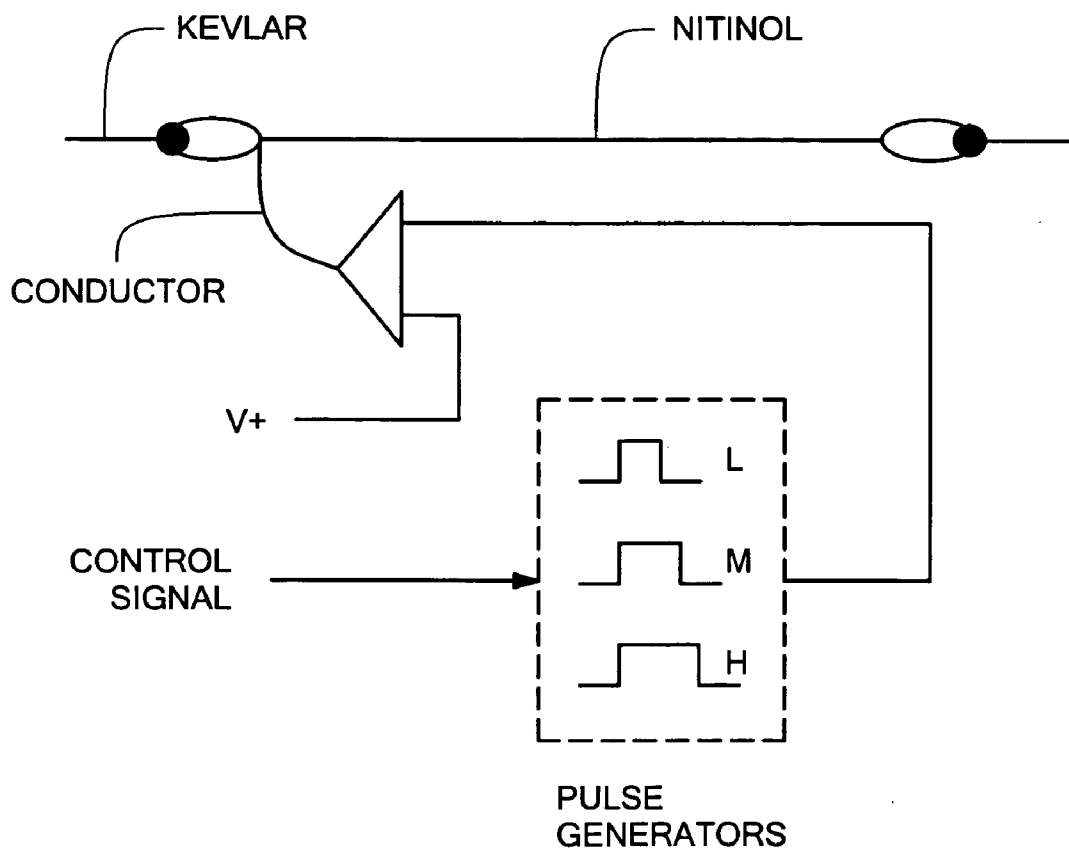 KEVLAR
NITINOL
CONDUCTOR
V+
L
CONTROL
SIGNAL
M
H
PULSE
GENERATORS